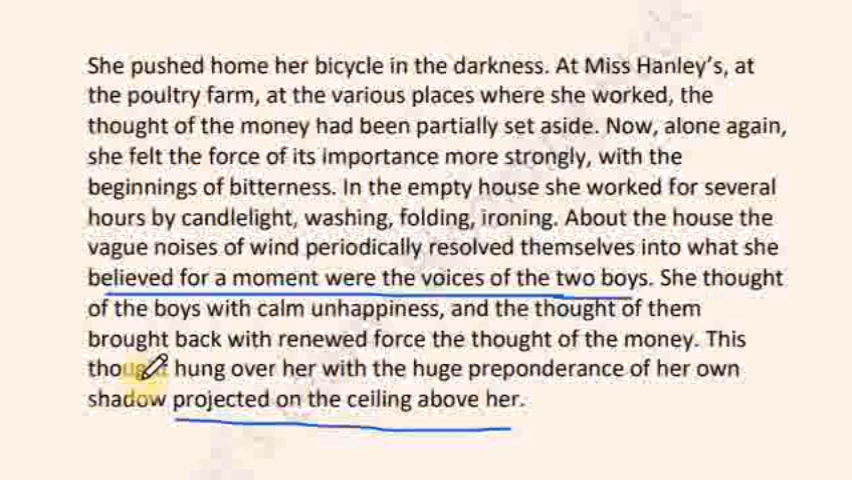 She pushed home her bicycle in the darkness. At Miss Hanley's, at
the poultry farm, at the various places where she worked, the
thought of the money had been partially set aside. Now, alone again,
she felt the force of its importance more strongly, with the
beginnings of bitterness. In the empty house she worked for several
hours by candlelight, washing, folding, ironing. About the house the
vague noises of wind periodically resolved themselves into what she
believed for a moment were the voices of the two boys. She thought
of the boys with calm unhappiness, and the thought of them
brought back with renewed force the thought of the money. This
thought hung over her with the huge preponderance of her own
shadow projected on the ceiling above her.